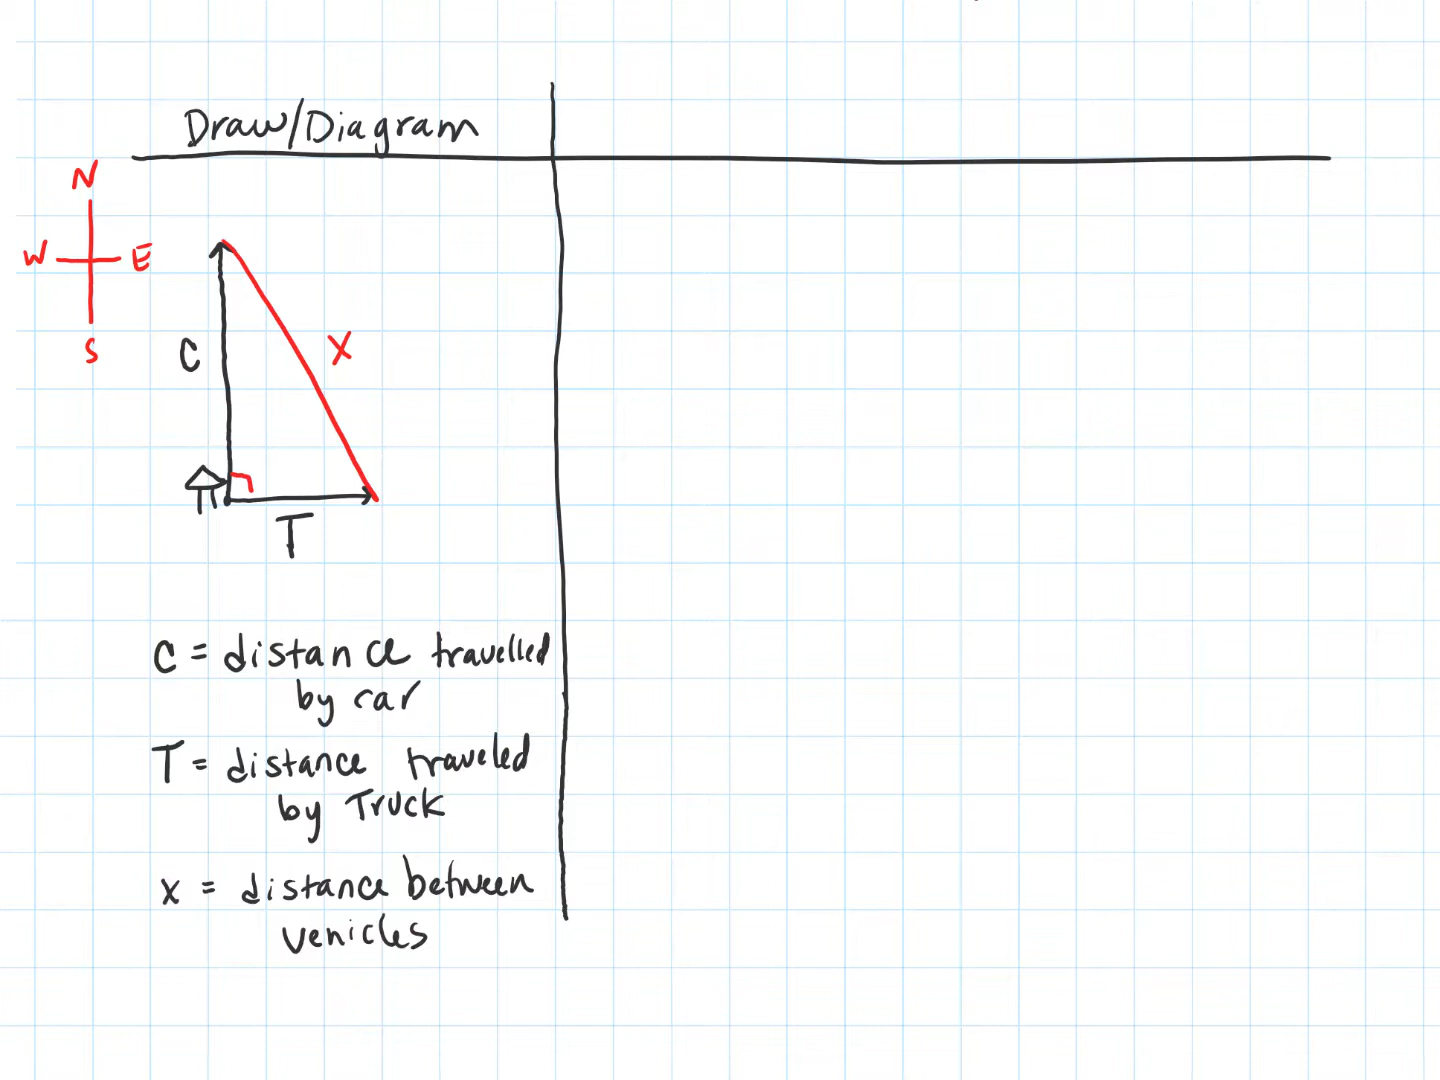 Draw/Diagram
N
W E
S
C
X
T
C = distance travelled
by car
T = distance traveled
by Truck
x = distance between
vehicles